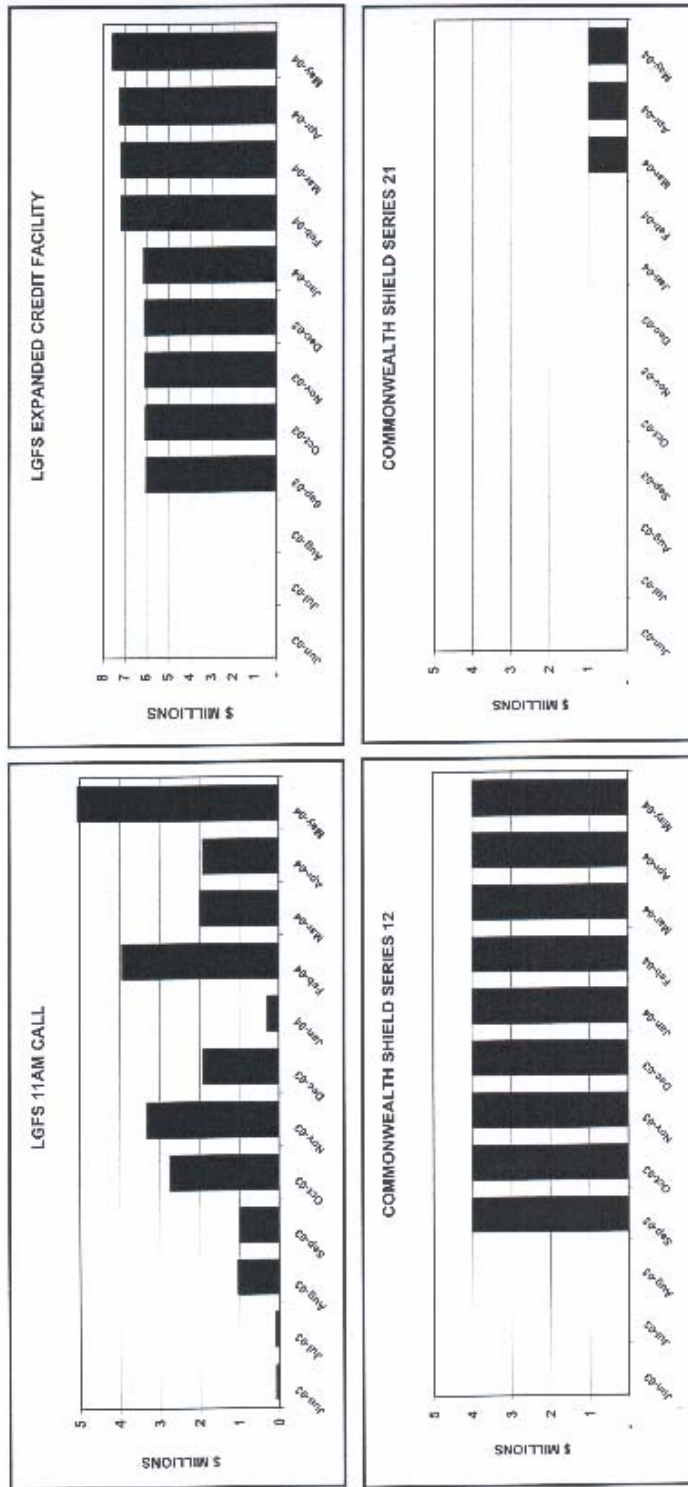 LGFS 11AM CALL
$ MILLIONS
5
4
3
2
1
0
Jun-03
Jul-03
Aug-03
Sep-03
Oct-03
Nov-03
Dec-03
Jan-04
Feb-04
Mar-04
Apr-04
May-04
LGFS EXPANDED CREDIT FACILITY
$ MILLIONS
8
7
6
5
4
3
2
1
-
Jun-03
Jul-03
Aug-03
Sep-03
Oct-03
Nov-03
Dec-03
Jan-04
Feb-04
Mar-04
Apr-04
May-04
COMMONWEALTH SHIELD SERIES 12
$ MILLIONS
5
4
3
2
1
-
Jun-03
Jul-03
Aug-03
Sep-03
Oct-03
Nov-03
Dec-03
Jan-04
Feb-04
Mar-04
Apr-04
May-04
COMMONWEALTH SHIELD SERIES 21
$ MILLIONS
5
4
3
2
1
-
Jun-03
Jul-03
Aug-03
Sep-03
Oct-03
Nov-03
Dec-03
Jan-04
Feb-04
Mar-04
Apr-04
May-04